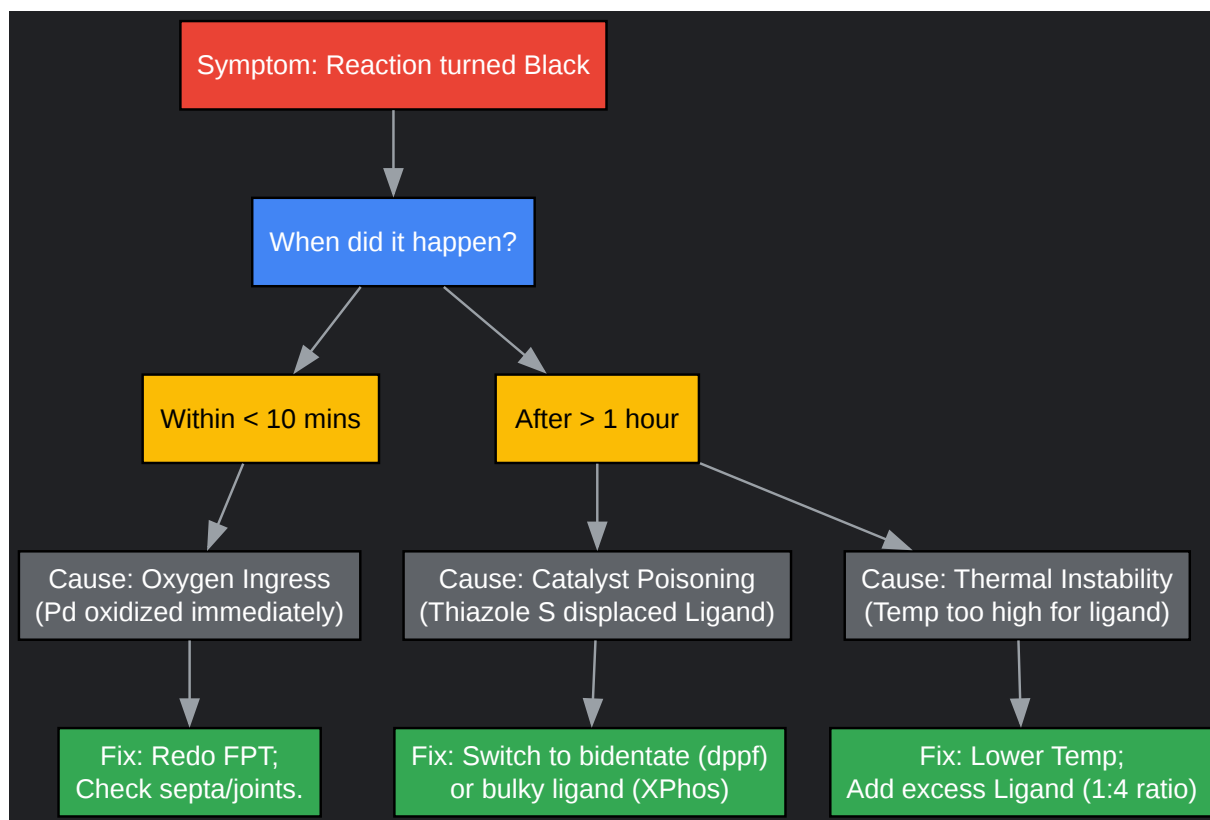 Symptom: Reaction turned Black
When did it happen?
Within < 10 mins
After > 1 hour
Cause: Oxygen Ingress
(Pd oxidized immediately)
Cause: Catalyst Poisoning
(Thiazole S displaced Ligand)
Cause: Thermal Instability
(Temp too high for ligand)
Fix: Redo FPT;
Check septa/joints.
Fix: Switch to bidentate (dppf)
or bulky ligand (XPhos)
Fix: Lower Temp;
Add excess Ligand (1:4 ratio)